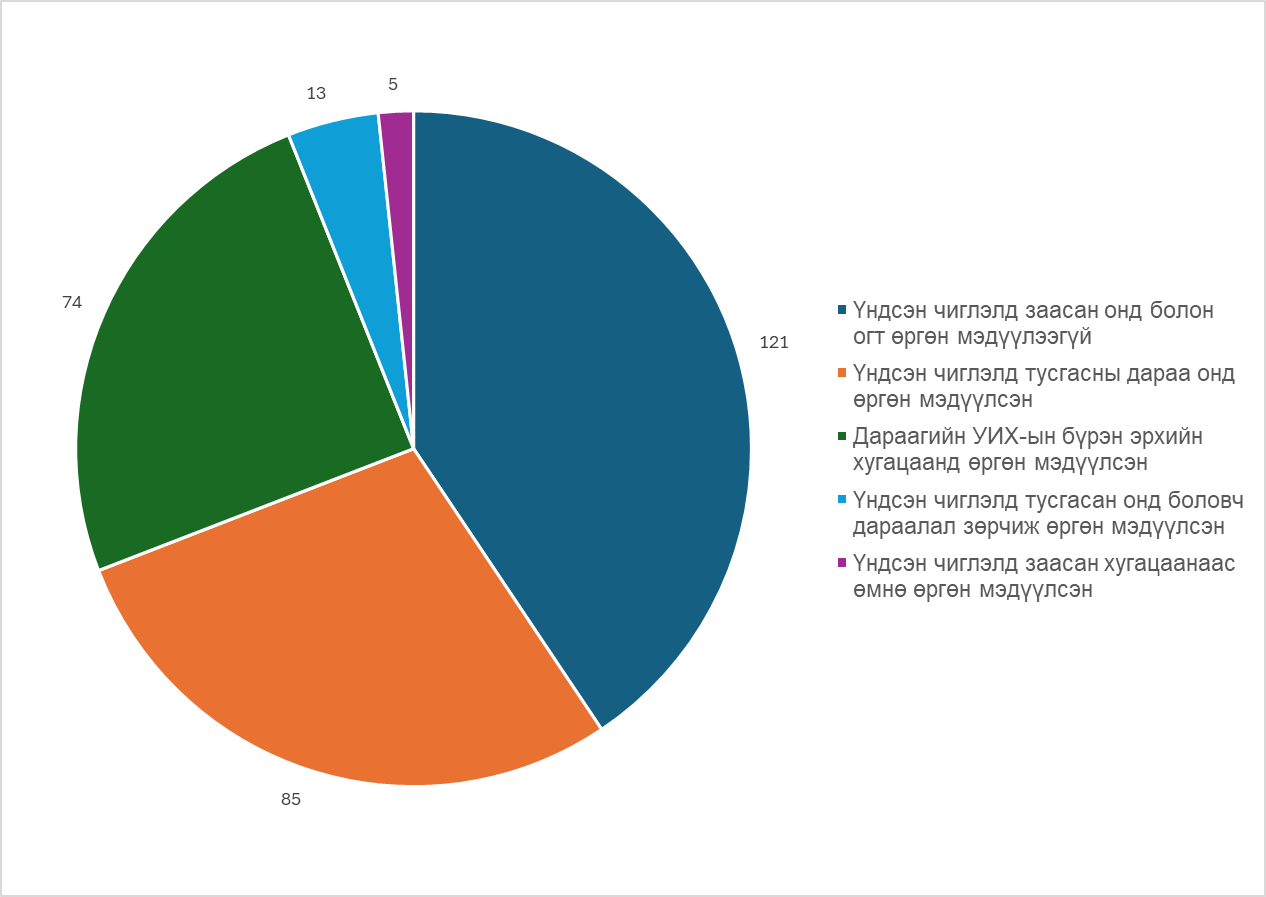 5
13
74
121
85
Үндсэн чиглэлд заасан онд болон
огт өргөн мэдүүлээгүй
Үндсэн чиглэлд тусгасны дараа онд
өргөн мэдүүлсэн
Дараагийн УИХ-ын бүрэн эрхийн
хугацаанд өргөн мэдүүлсэн
Үндсэн чиглэлд тусгасан онд боловч
дараалал зөрчиж өргөн мэдүүлсэн
Үндсэн чиглэлд заасан хугацаанаас
өмнө өргөн мэдүүлсэн